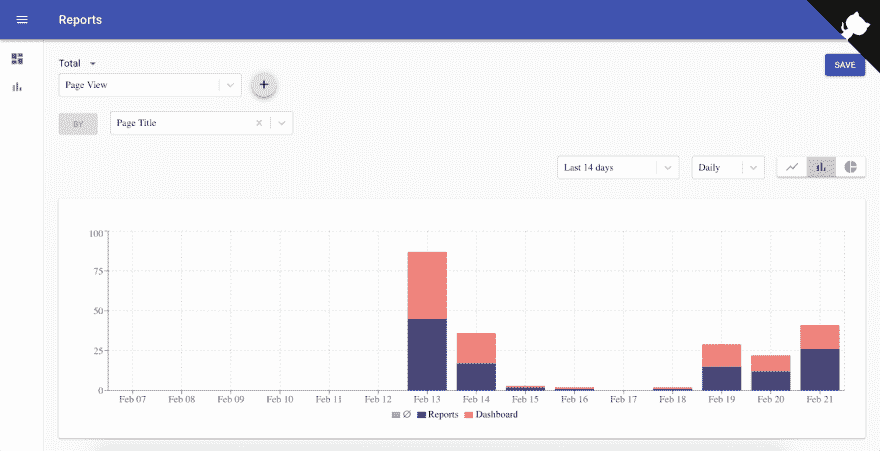 Reports
Total
SAVE
Page View
+
BY
Page Title
Last 14 days
Daily
100
75
50
25
0
Feb 07 Feb 08 Feb 09 Feb 10 Feb 11 Feb 12 Feb 13 Feb 14 Feb 15 Feb 16 Feb 17 Feb 18 Feb 19 Feb 20 Feb 21
∅ Reports Dashboard